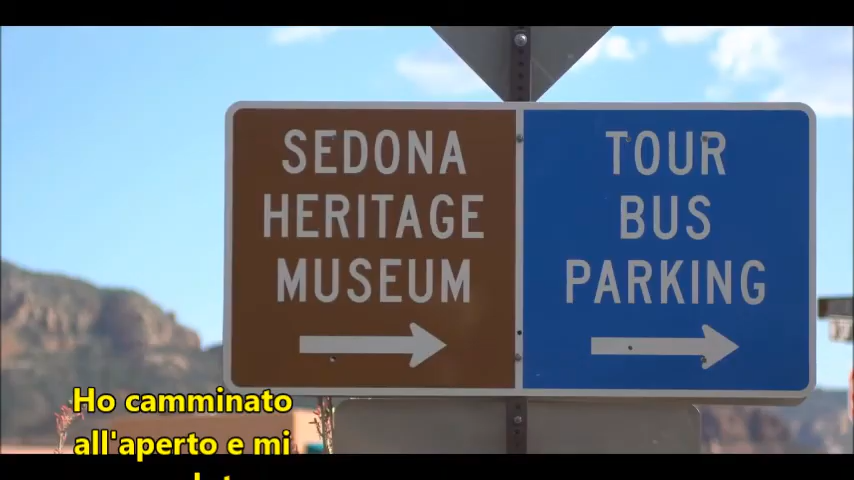 SEDONA
HERITAGE
MUSEUM
TOUR
BUS
PARKING
Ho camminato
all'aperto e mi